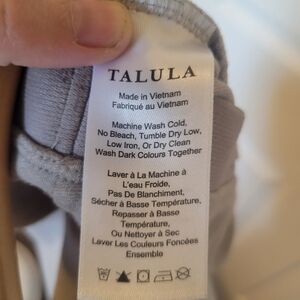 TALULA
Made in Vietnam
Fabriqué au Vietnam
Machine Wash Cold,
No Bleach, Tumble Dry Low,
Low Iron, Or Dry Clean
Wash Dark Colours Together
Laver à La Machine à
L'eau Froide,
Pas De Blanchiment,
Sécher à Basse Température,
Repasser à Basse
Température,
Ou Nettoyer à Sec
Laver Les Couleurs Foncées
Ensemble